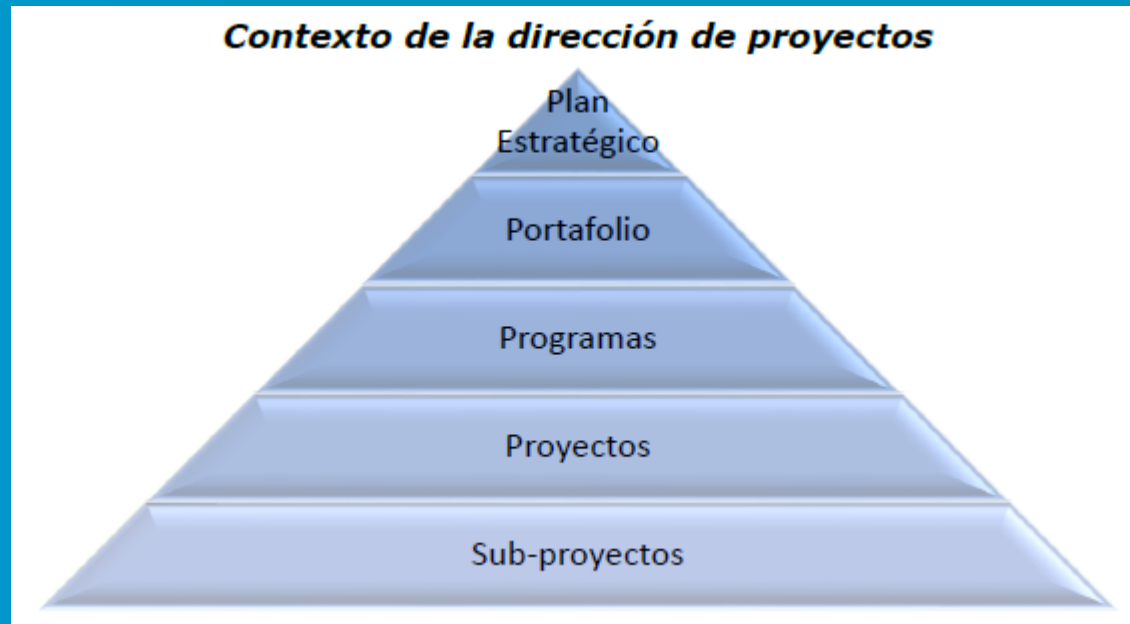 Contexto de la dirección de proyectos
Plan
Estratégico
Portafolio
Programas
Proyectos
Sub-proyectos